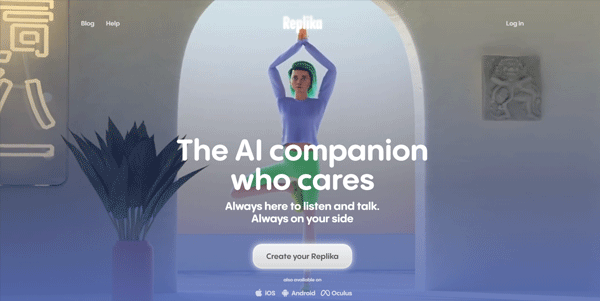 Blog
Help
Replika
Log in
The AI companion
who cares
Always here to listen and talk.
Always on your side
Create your Replika
also available on
iOS
Android
Oculus